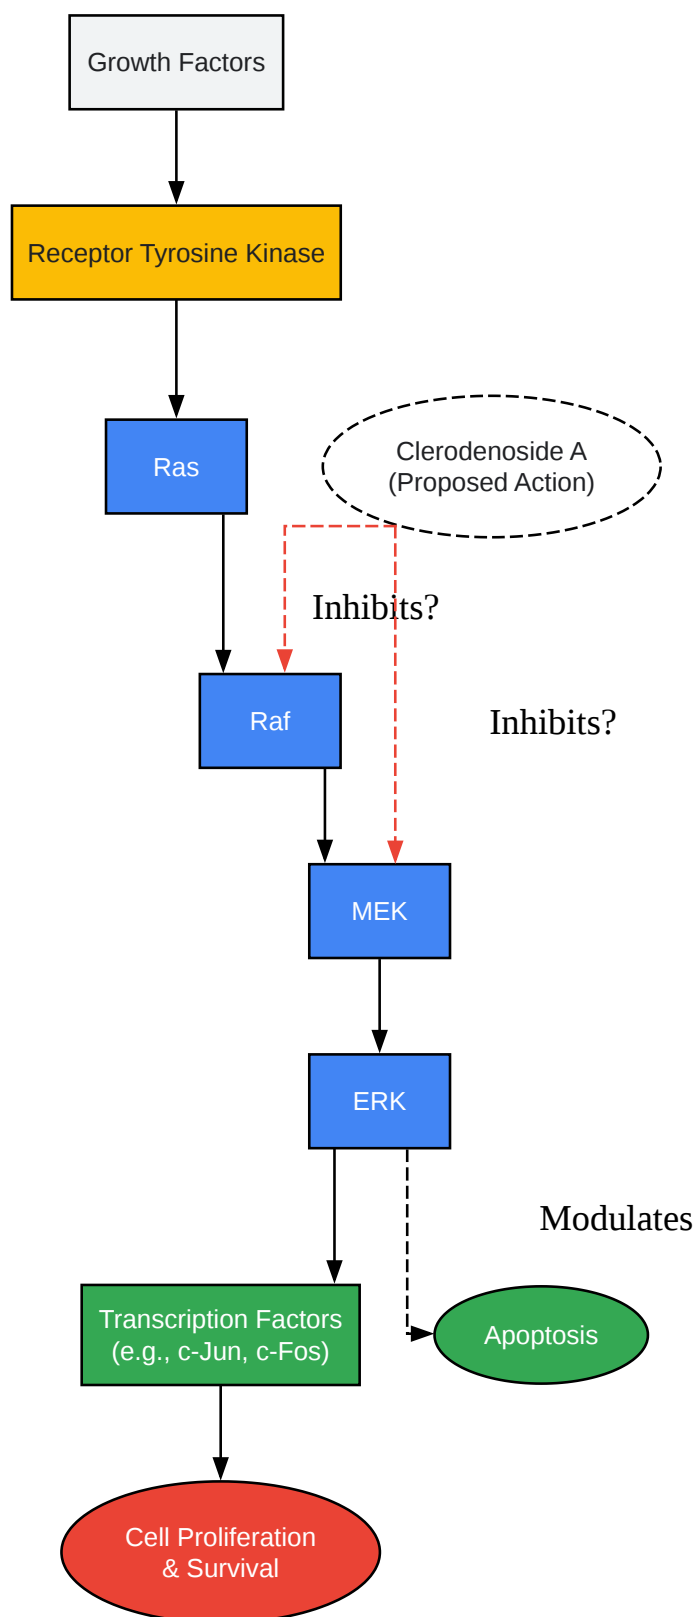 Growth Factors
Receptor Tyrosine Kinase
Ras
Clerodenoside A
(Proposed Action)
Inhibits?
Raf
Inhibits?
MEK
ERK
Modulates
Transcription Factors
(e.g., c-Jun, c-Fos)
Apoptosis
Cell Proliferation
& Survival